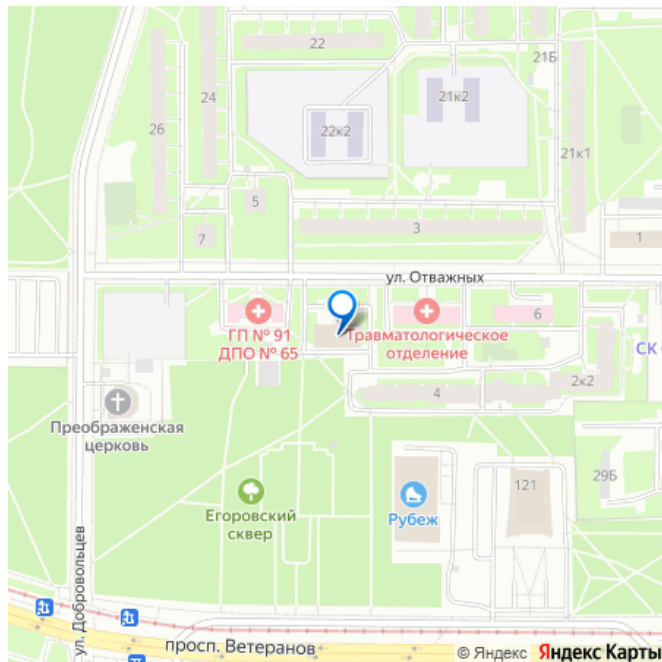 22
21Б
24
21к2
26
22к2
21к1
5
3
7
1
ул. Отважных
6
ГП № 91
ДПО № 65
Травматологическое
отделение
СК
2к2
4
Преображенская
церковь
29Б
121
Егоровский
сквер
Рубеж
ул. Добровольцев
просп. Ветеранов
© Яндекс Яндекс Карты